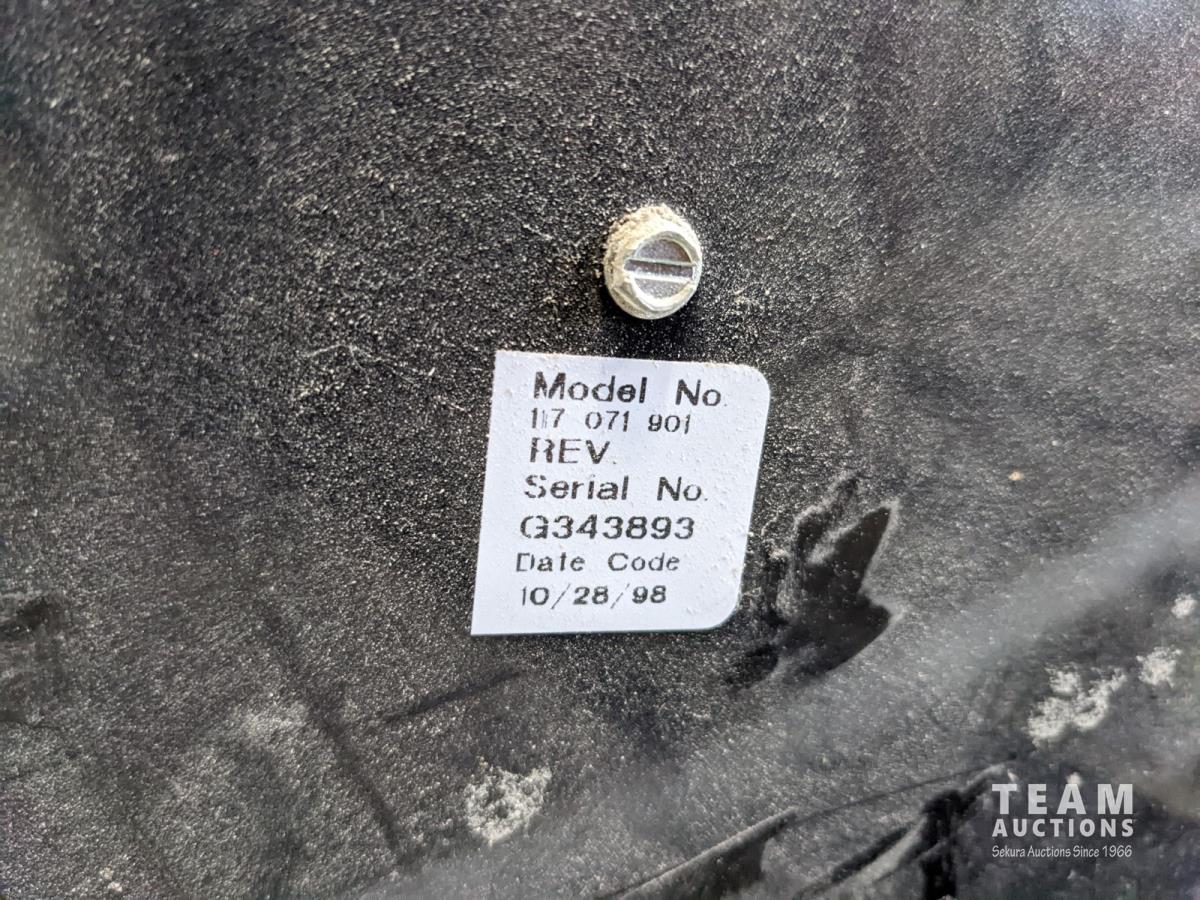 Model No.
117 071 901
REV.
Serial No.
G343893
Date Code
10/28/98
TEAM
AUCTIONS
Sekura Auctions Since 1966